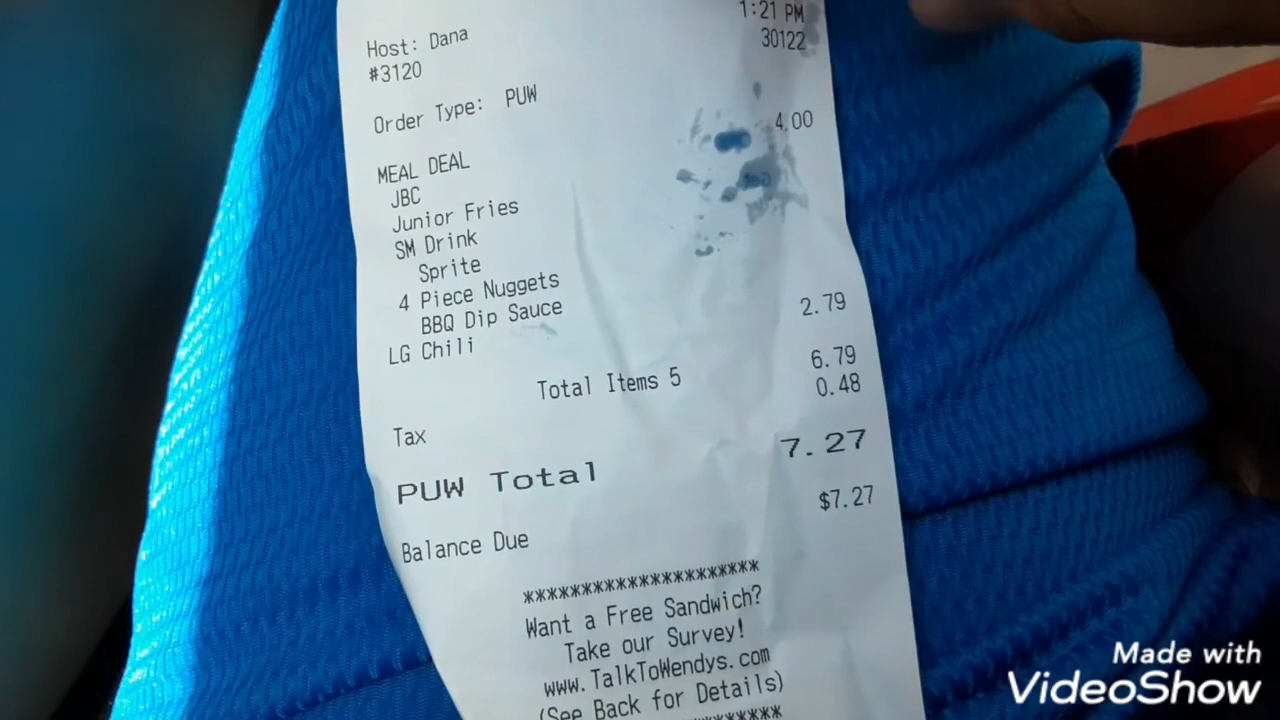 1:21 PM
Host: Dana
30122
#3120
Order Type: PUW
MEAL DEAL 4.00
JBC
Junior Fries
SM Drink
Sprite
4 Piece Nuggets
BBQ Dip Sauce
LG Chili 2.79
Total Items 5 6.79
Tax 0.48
PUW Total 7.27
Balance Due $7.27
********************
Want a Free Sandwich?
Take our Survey!
www.TalkToWendys.com
(See Back for Details)
Made with
VideoShow